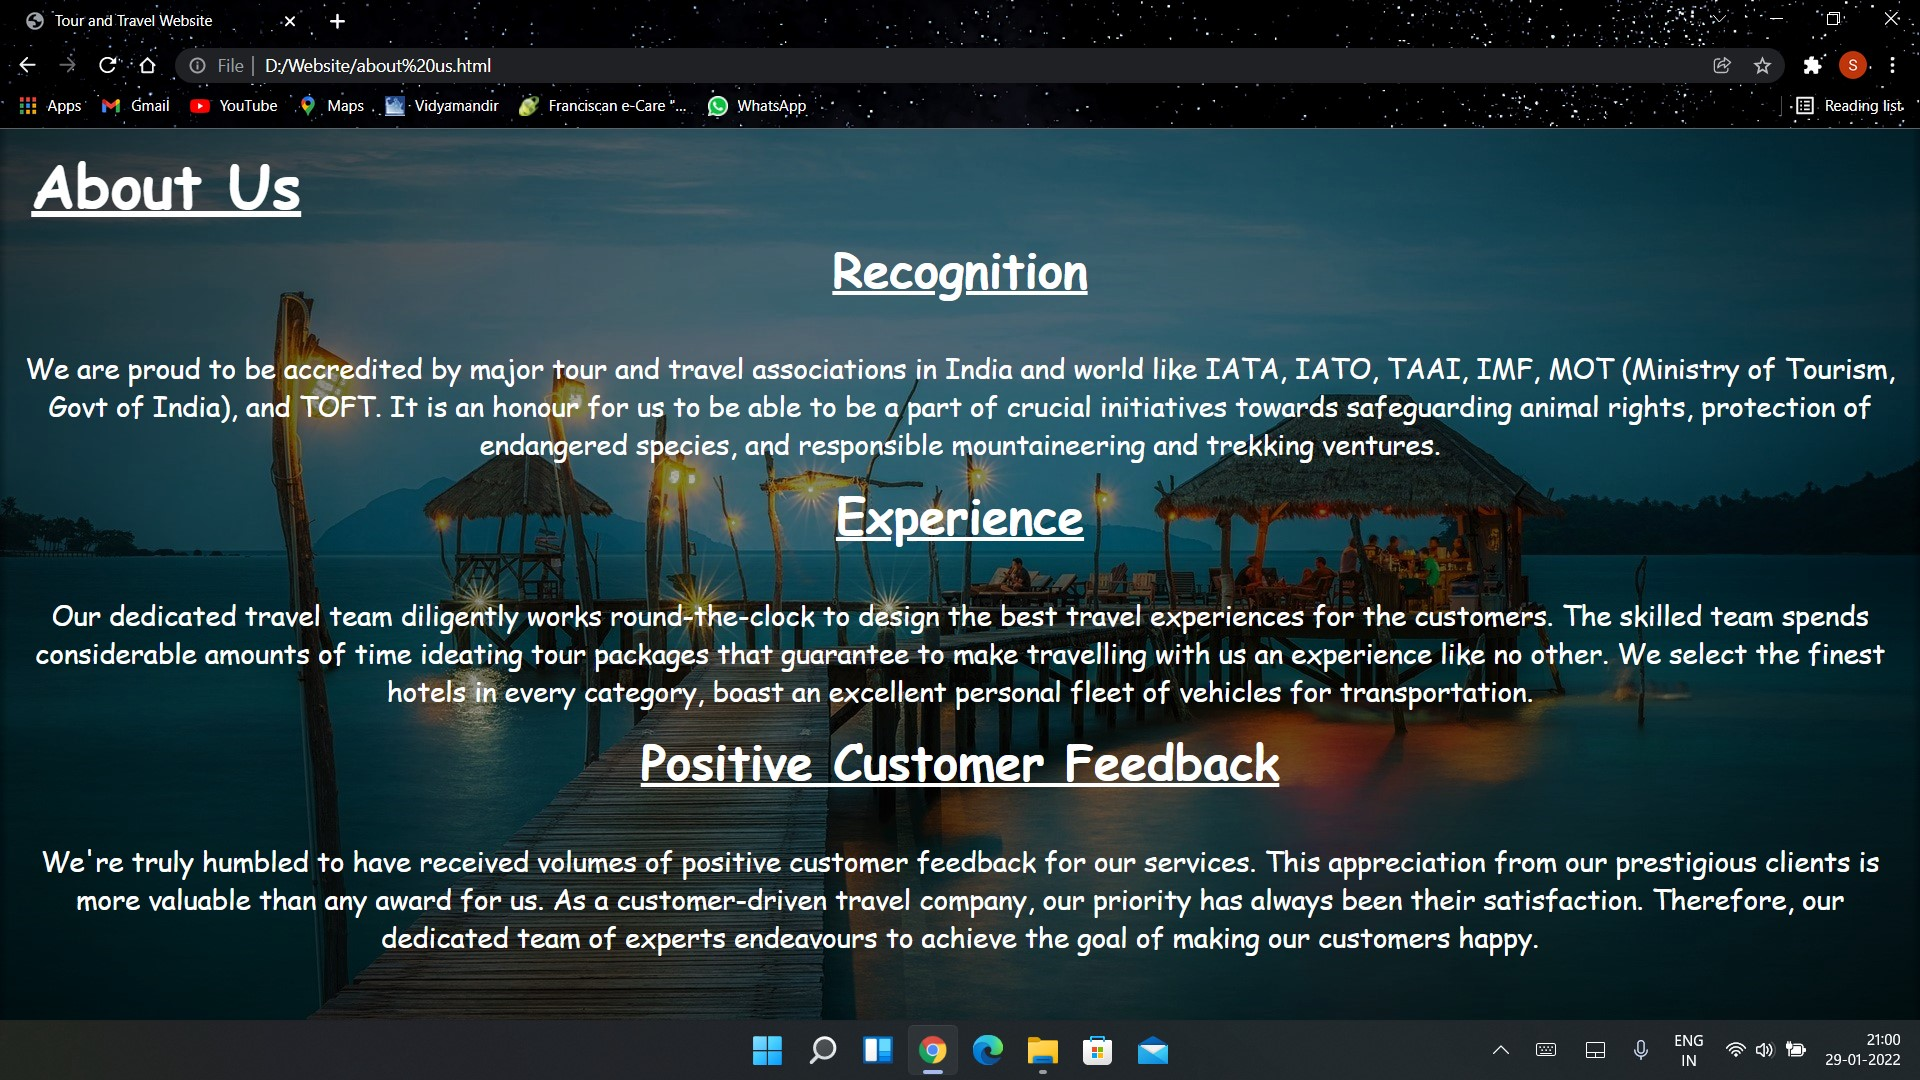 Tour and Travel Website
File
D:/Website/about%20us.html
S
Apps
Gmail
YouTube
Maps
Vidyamandir
Franciscan e-Care "...
WhatsApp
Reading list
About Us
Recognition
We are proud to be accredited by major tour and travel associations in India and world like IATA, IATO, TAAI, IMF, MOT (Ministry of Tourism,
Govt of India), and TOFT. It is an honour for us to be able to be a part of crucial initiatives towards safeguarding animal rights, protection of
endangered species, and responsible mountaineering and trekking ventures.
Experience
Our dedicated travel team diligently works round-the-clock to design the best travel experiences for the customers. The skilled team spends
considerable amounts of time ideating tour packages that guarantee to make travelling with us an experience like no other. We select the finest
hotels in every category, boast an excellent personal fleet of vehicles for transportation.
Positive Customer Feedback
We're truly humbled to have received volumes of positive customer feedback for our services. This appreciation from our prestigious clients is
more valuable than any award for us. As a customer-driven travel company, our priority has always been their satisfaction. Therefore, our
dedicated team of experts endeavours to achieve the goal of making our customers happy.
ENG
IN
21:00
29-01-2022